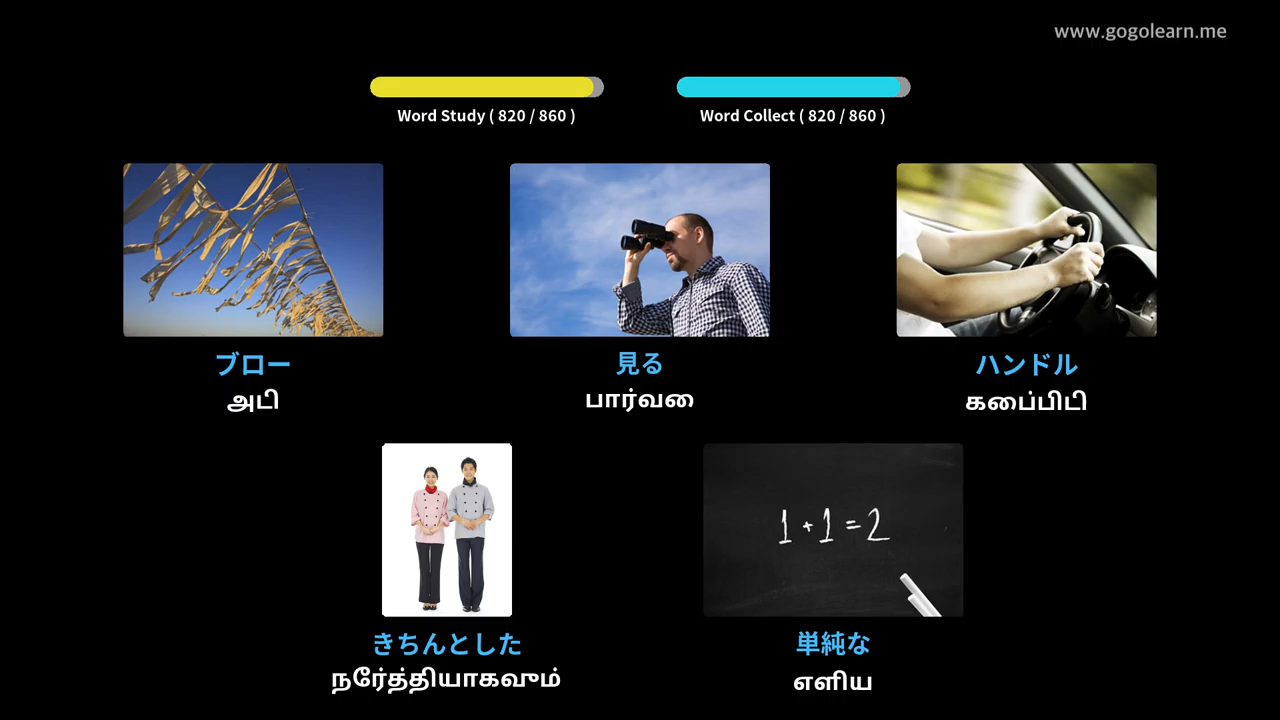 www.gogolearn.me
Word Study ( 820 / 860 )
Word Collect ( 820 / 860 )
ブロー
அடி
見る
பார்வை
ハンドル
கைப்பிடி
1 + 1 = 2
きちんとした
நேர்த்தியாகவும்
単純な
எளிய